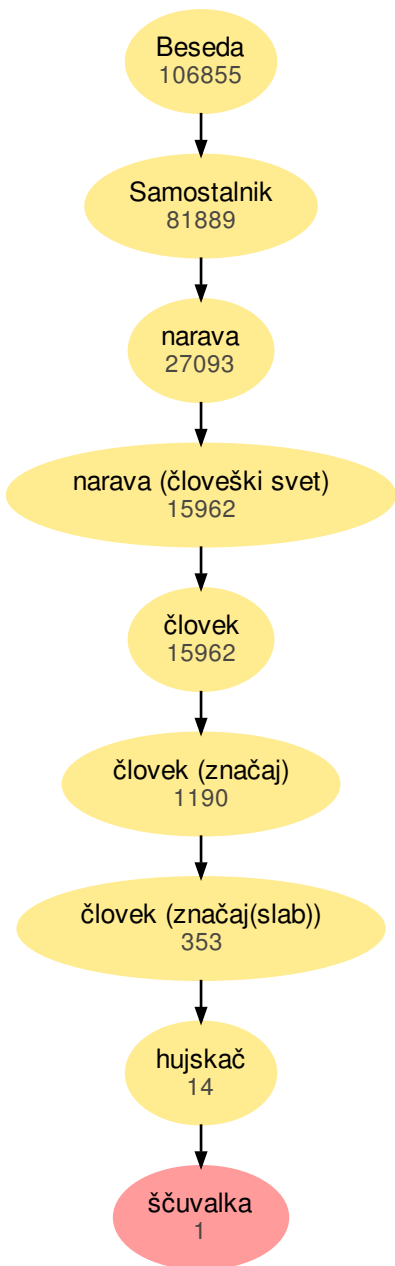 Beseda
106855
Samostalnik
81889
narava
27093
narava (človeški svet)
15962
človek
15962
človek (značaj)
1190
človek (značaj(slab))
353
hujskač
14
ščuvalka
1